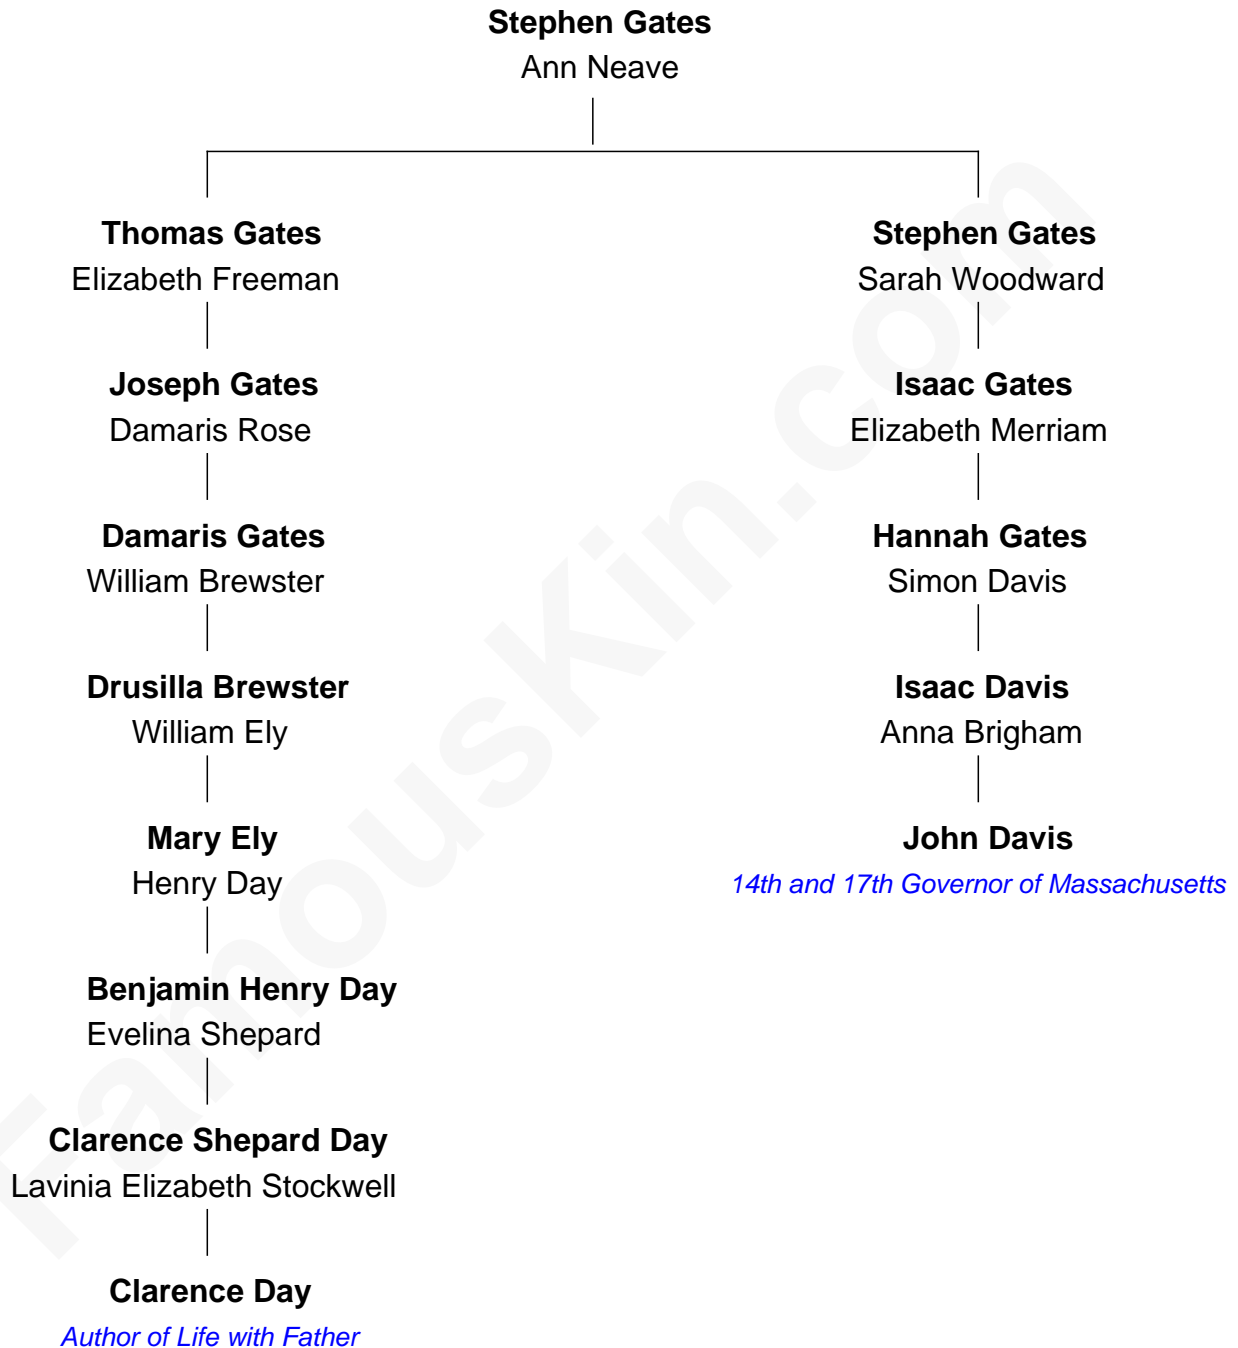 Stephen Gates
Ann Neave
Thomas Gates
Elizabeth Freeman
Joseph Gates
Damaris Rose
Damaris Gates
William Brewster
Drusilla Brewster
William Ely
Mary Ely
Henry Day
Benjamin Henry Day
Evelina Shepard
Clarence Shepard Day
Lavinia Elizabeth Stockwell
Clarence Day
Author of Life with Father
Stephen Gates
Sarah Woodward
Isaac Gates
Elizabeth Merriam
Hannah Gates
Simon Davis
Isaac Davis
Anna Brigham
John Davis
14th and 17th Governor of Massachusetts
FamousKin.com